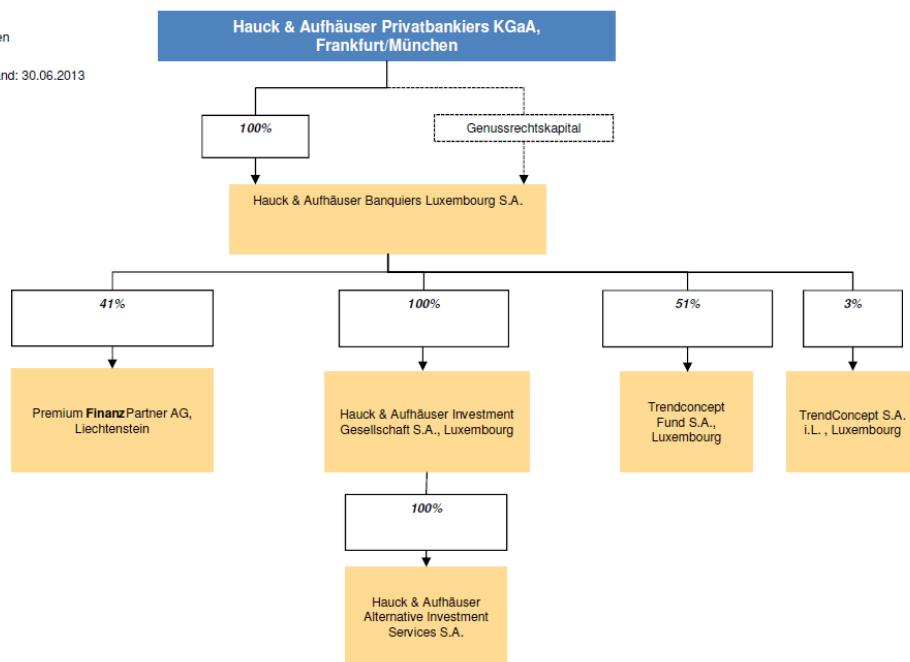 Hauck & Aufhäuser Privatbankiers KGaA,
Frankfurt/München
en
and: 30.06.2013
100%
Genussrechtskapital
Hauck & Aufhäuser Banquiers Luxembourg S.A.
41%
100%
51%
3%
Premium FinanzPartner AG,
Liechtenstein
Hauck & Aufhäuser Investment
Gesellschaft S.A., Luxembourg
Trendconcept
Fund S.A.,
Luxembourg
TrendConcept S.A.
i.L. , Luxembourg
100%
Hauck & Aufhäuser
Alternative Investment
Services S.A.